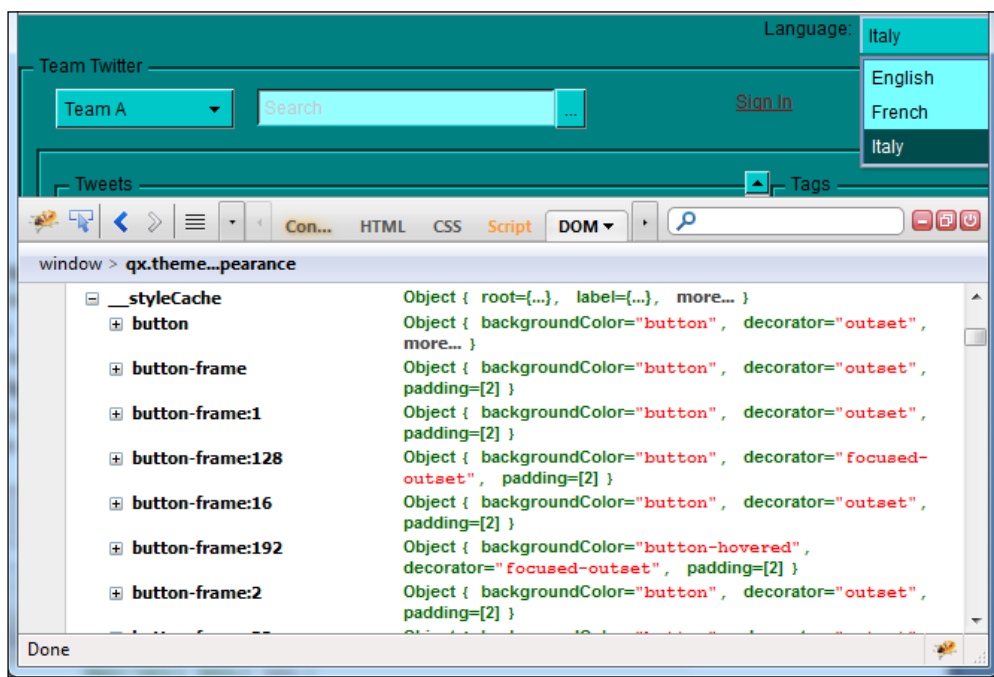 Language:
Italy
English
French
Italy
Team Twitter
Team A
Search
...
Sign In
Tweets
Tags
Con...
HTML
CSS
Script
DOM
window > qx.theme...pearance
__styleCache Object { root={...}, label={...}, more... }
button Object { backgroundColor="button", decorator="outset",
more... }
button-frame Object { backgroundColor="button", decorator="outset",
padding=[2] }
button-frame:1 Object { backgroundColor="button", decorator="outset",
padding=[2] }
button-frame:128 Object { backgroundColor="button", decorator="focused-
outset", padding=[2] }
button-frame:16 Object { backgroundColor="button", decorator="outset",
padding=[2] }
button-frame:192 Object { backgroundColor="button-hovered",
decorator="focused-outset", padding=[2] }
button-frame:2 Object { backgroundColor="button", decorator="outset",
padding=[2] }
Done